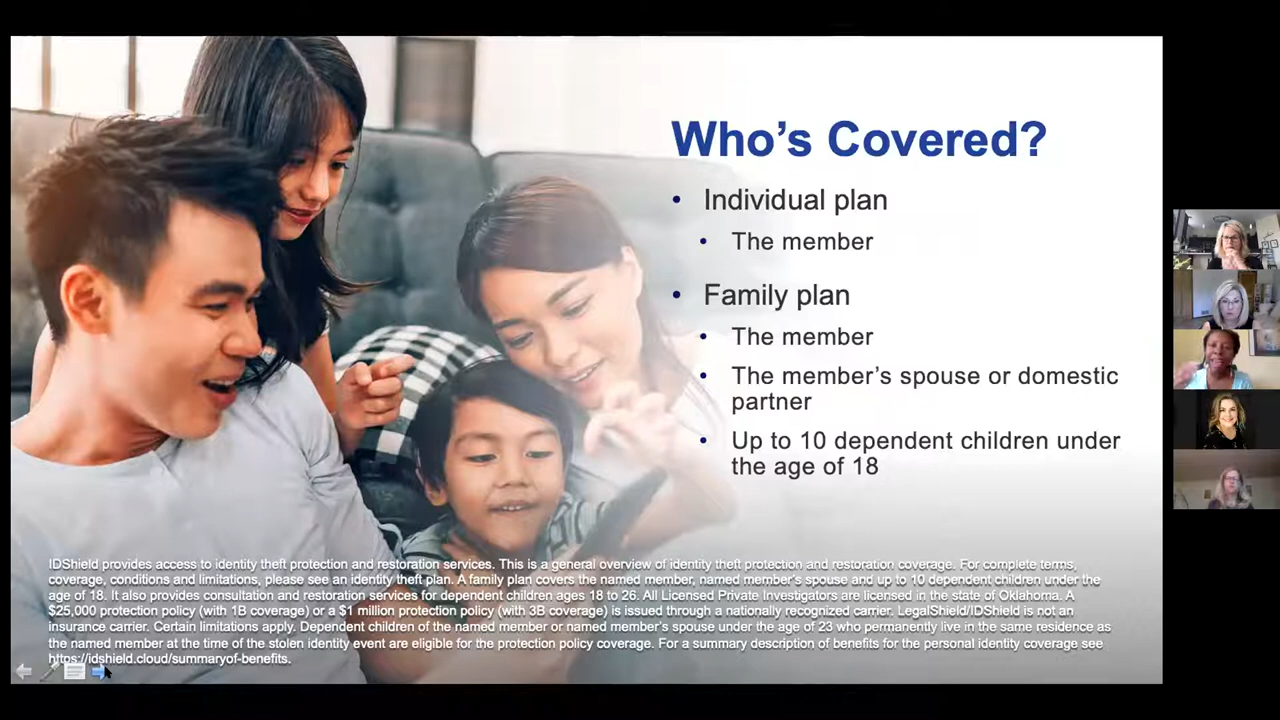 Who's Covered?
• Individual plan
• The member
• Family plan
• The member
• The member's spouse or domestic
partner
• Up to 10 dependent children under
the age of 18
IDShield provides access to identity theft protection and restoration services. This is a general overview of identity theft protection and restoration coverage. For complete terms,
coverage, conditions and limitations, please see an identity theft plan. A family plan covers the named member, named member's spouse and up to 10 dependent children under the
age of 18. It also provides consultation and restoration services for dependent children ages 18 to 26. All Licensed Private Investigators are licensed in the state of Oklahoma. A
$25,000 protection policy (with 1B coverage) or a $1 million protection policy (with 3B coverage) is issued through a nationally recognized carrier. LegalShield/IDShield is not an
insurance carrier. Certain limitations apply. Dependent children of the named member or named member's spouse under the age of 23 who permanently live in the same residence as
the named member at the time of the stolen identity event are eligible for the protection policy coverage. For a summary description of benefits for the personal identity coverage see
https://idshield.cloud/summaryof-benefits.